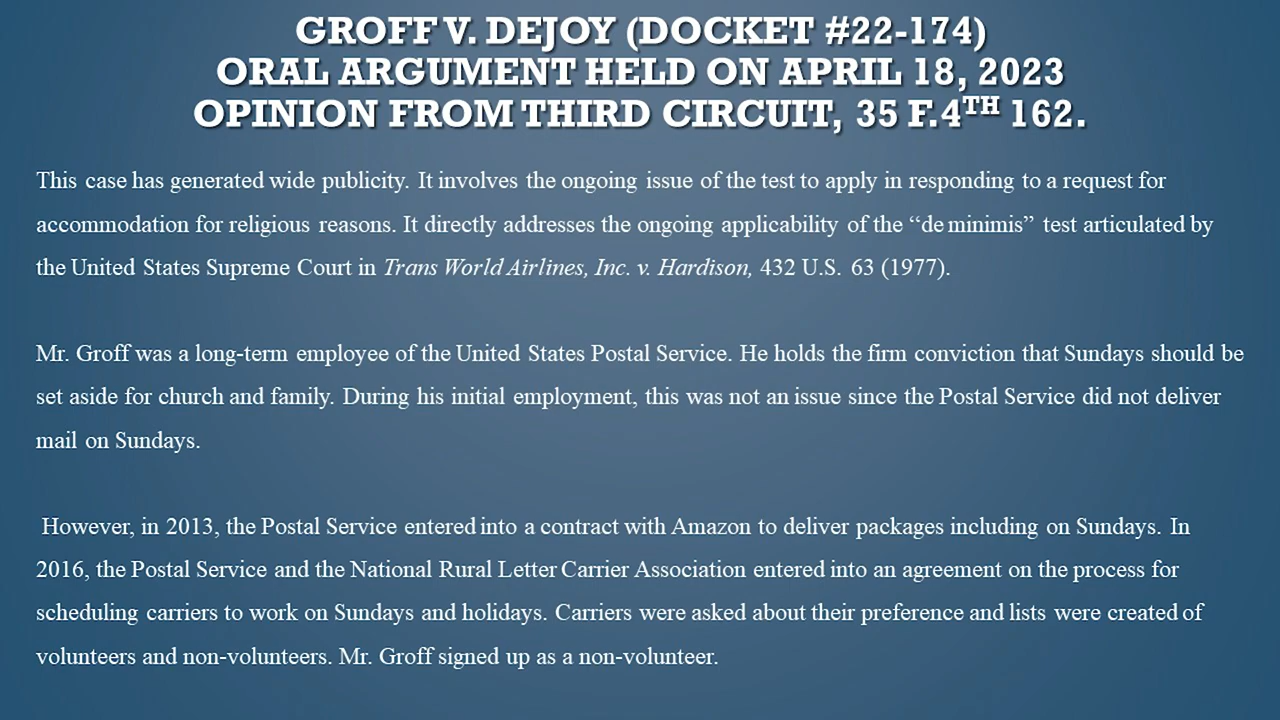 GROFF V. DEJOY (DOCKET #22-174)
ORAL ARGUMENT HELD ON APRIL 18, 2023
OPINION FROM THIRD CIRCUIT, 35 F.4TH 162.
This case has generated wide publicity. It involves the ongoing issue of the test to apply in responding to a request for
accommodation for religious reasons. It directly addresses the ongoing applicability of the “de minimis” test articulated by
the United States Supreme Court in Trans World Airlines, Inc. v. Hardison, 432 U.S. 63 (1977).
Mr. Groff was a long-term employee of the United States Postal Service. He holds the firm conviction that Sundays should be
set aside for church and family. During his initial employment, this was not an issue since the Postal Service did not deliver
mail on Sundays.
However, in 2013, the Postal Service entered into a contract with Amazon to deliver packages including on Sundays. In
2016, the Postal Service and the National Rural Letter Carrier Association entered into an agreement on the process for
scheduling carriers to work on Sundays and holidays. Carriers were asked about their preference and lists were created of
volunteers and non-volunteers. Mr. Groff signed up as a non-volunteer.